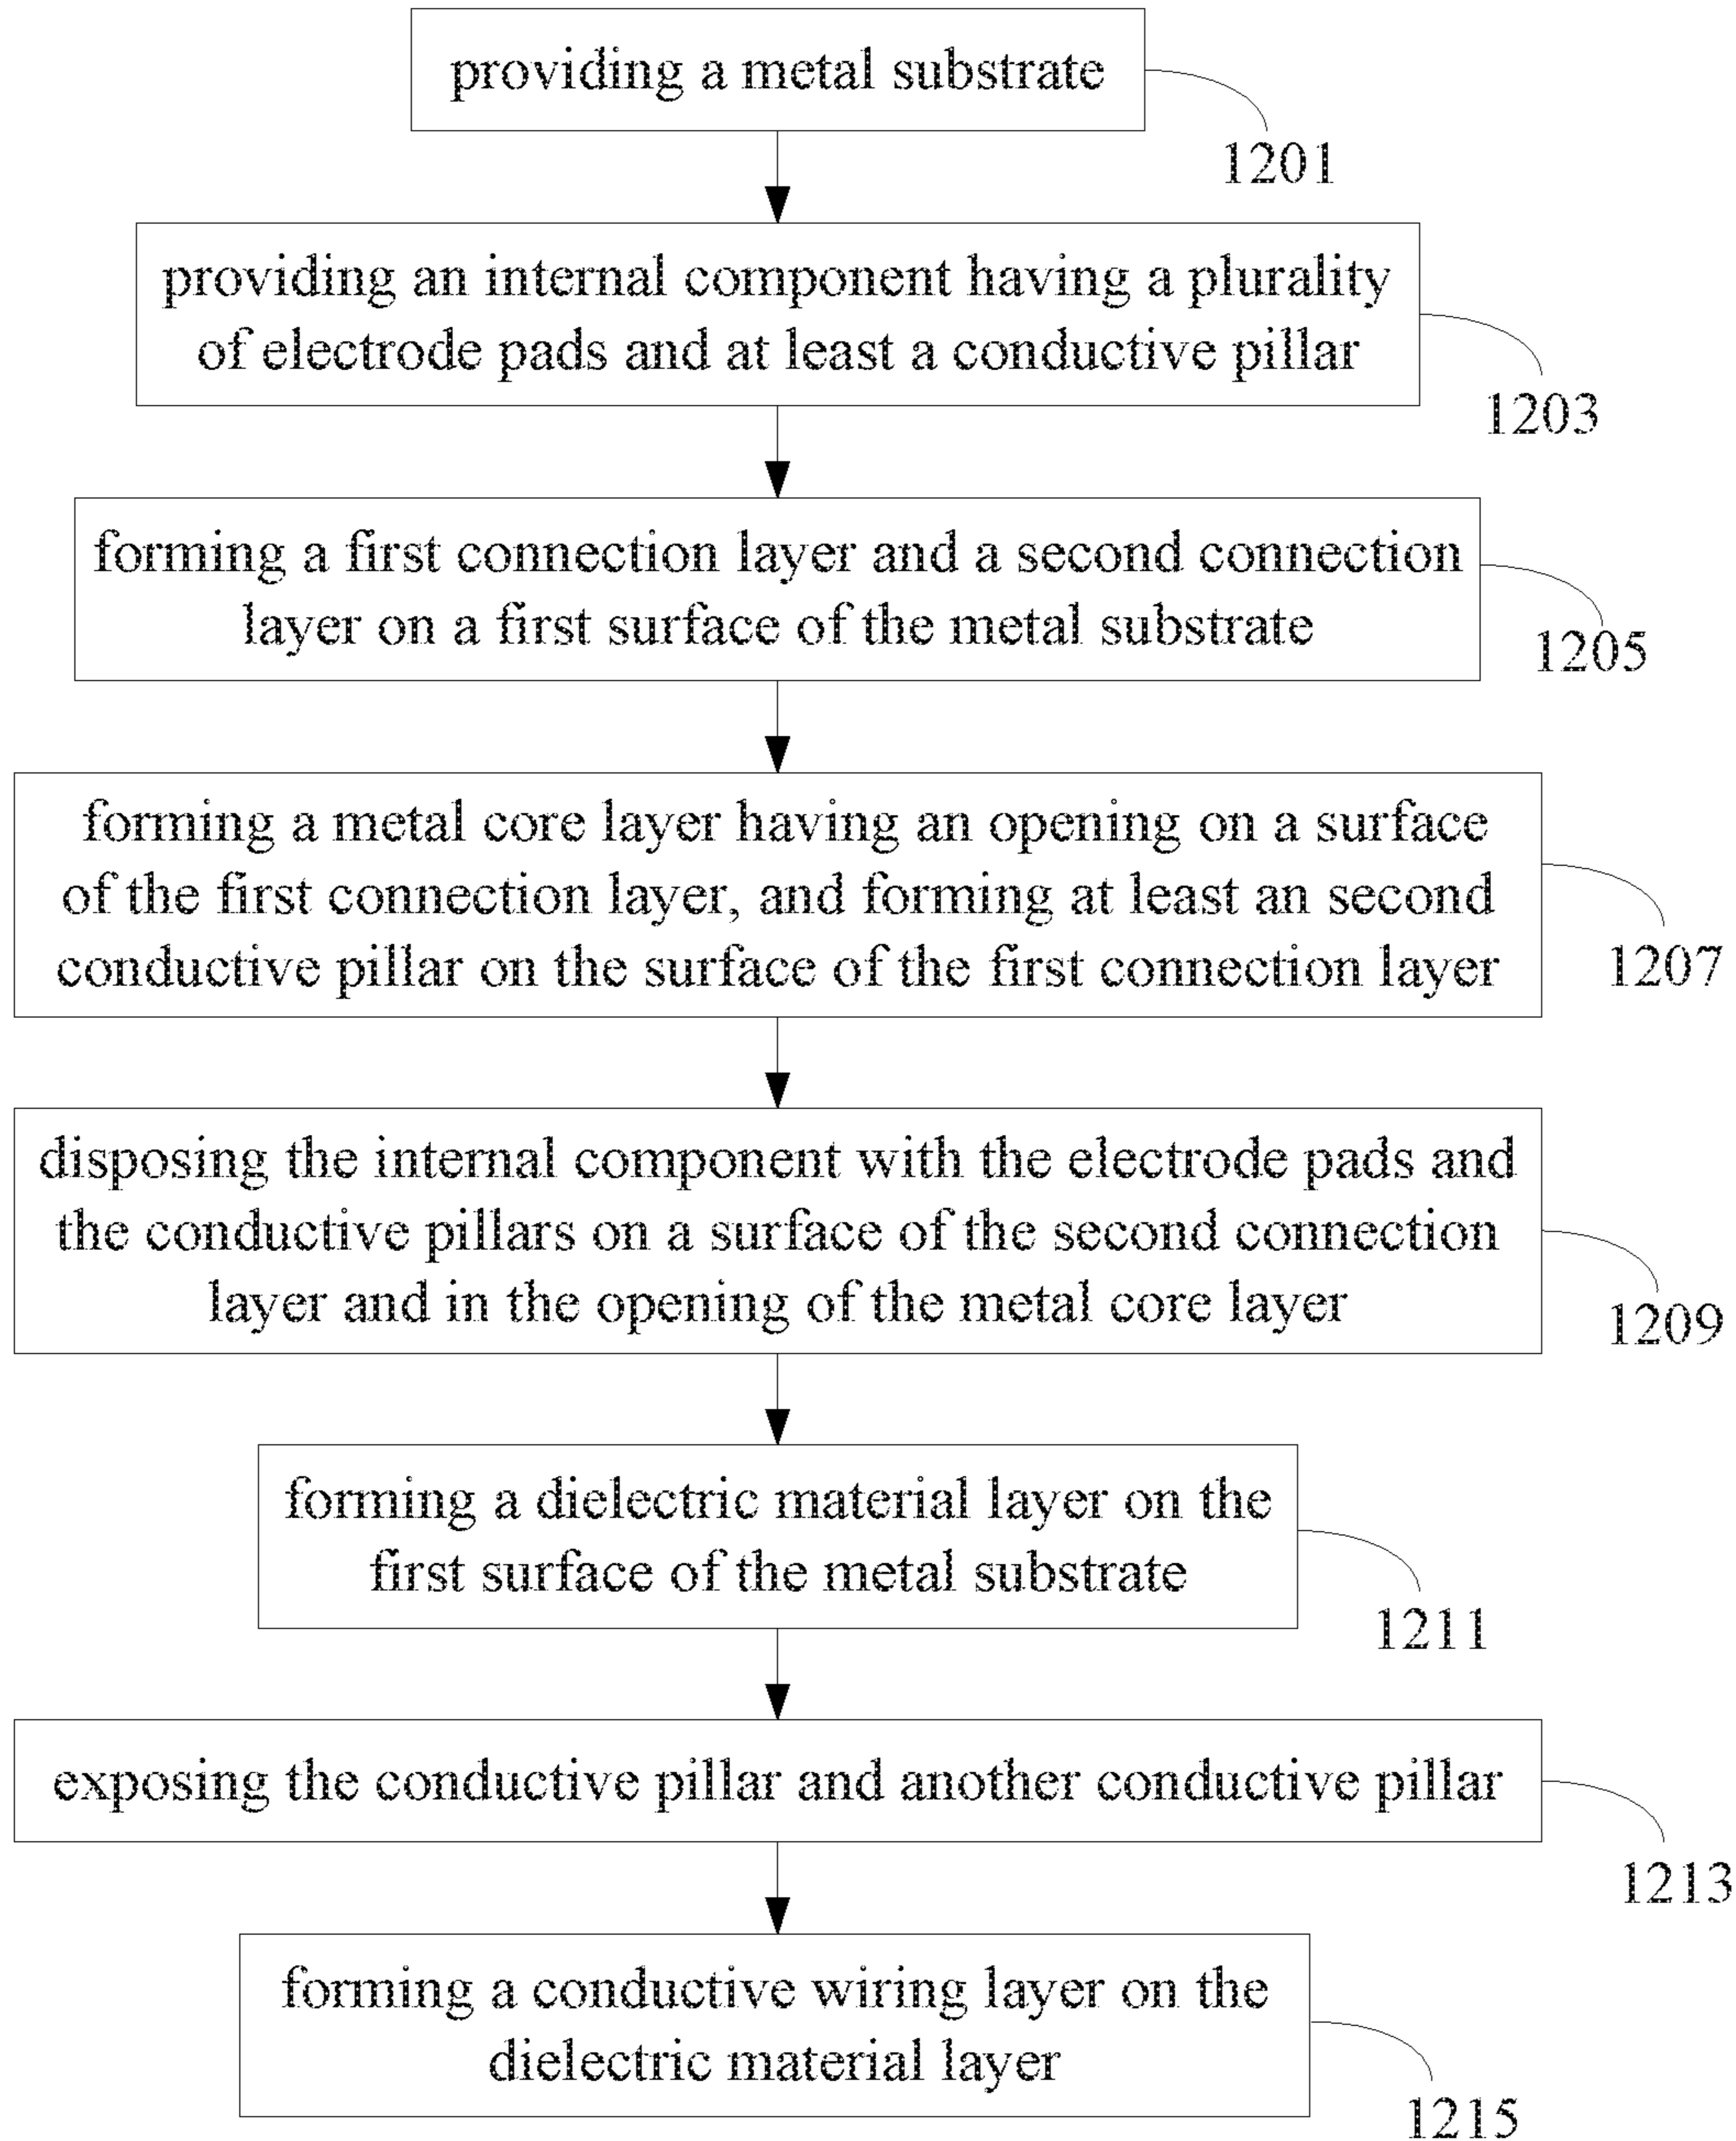 providing a metal substrate
1201
providing an internal component having a plurality
of electrode pads and at least a conductive pillar
1203
forming a first connection layer and a second connection
layer on a first surface of the metal substrate
1205
forming a metal core layer having an opening on a surface
of the first connection layer, and forming at least an second
conductive pillar on the surface of the first connection layer
1207
disposing the internal component with the electrode pads and
the conductive pillars on a surface of the second connection
layer and in the opening of the metal core layer
1209
forming a dielectric material layer on the
first surface of the metal substrate
1211
exposing the conductive pillar and another conductive pillar
1213
forming a conductive wiring layer on the
dielectric material layer
1215